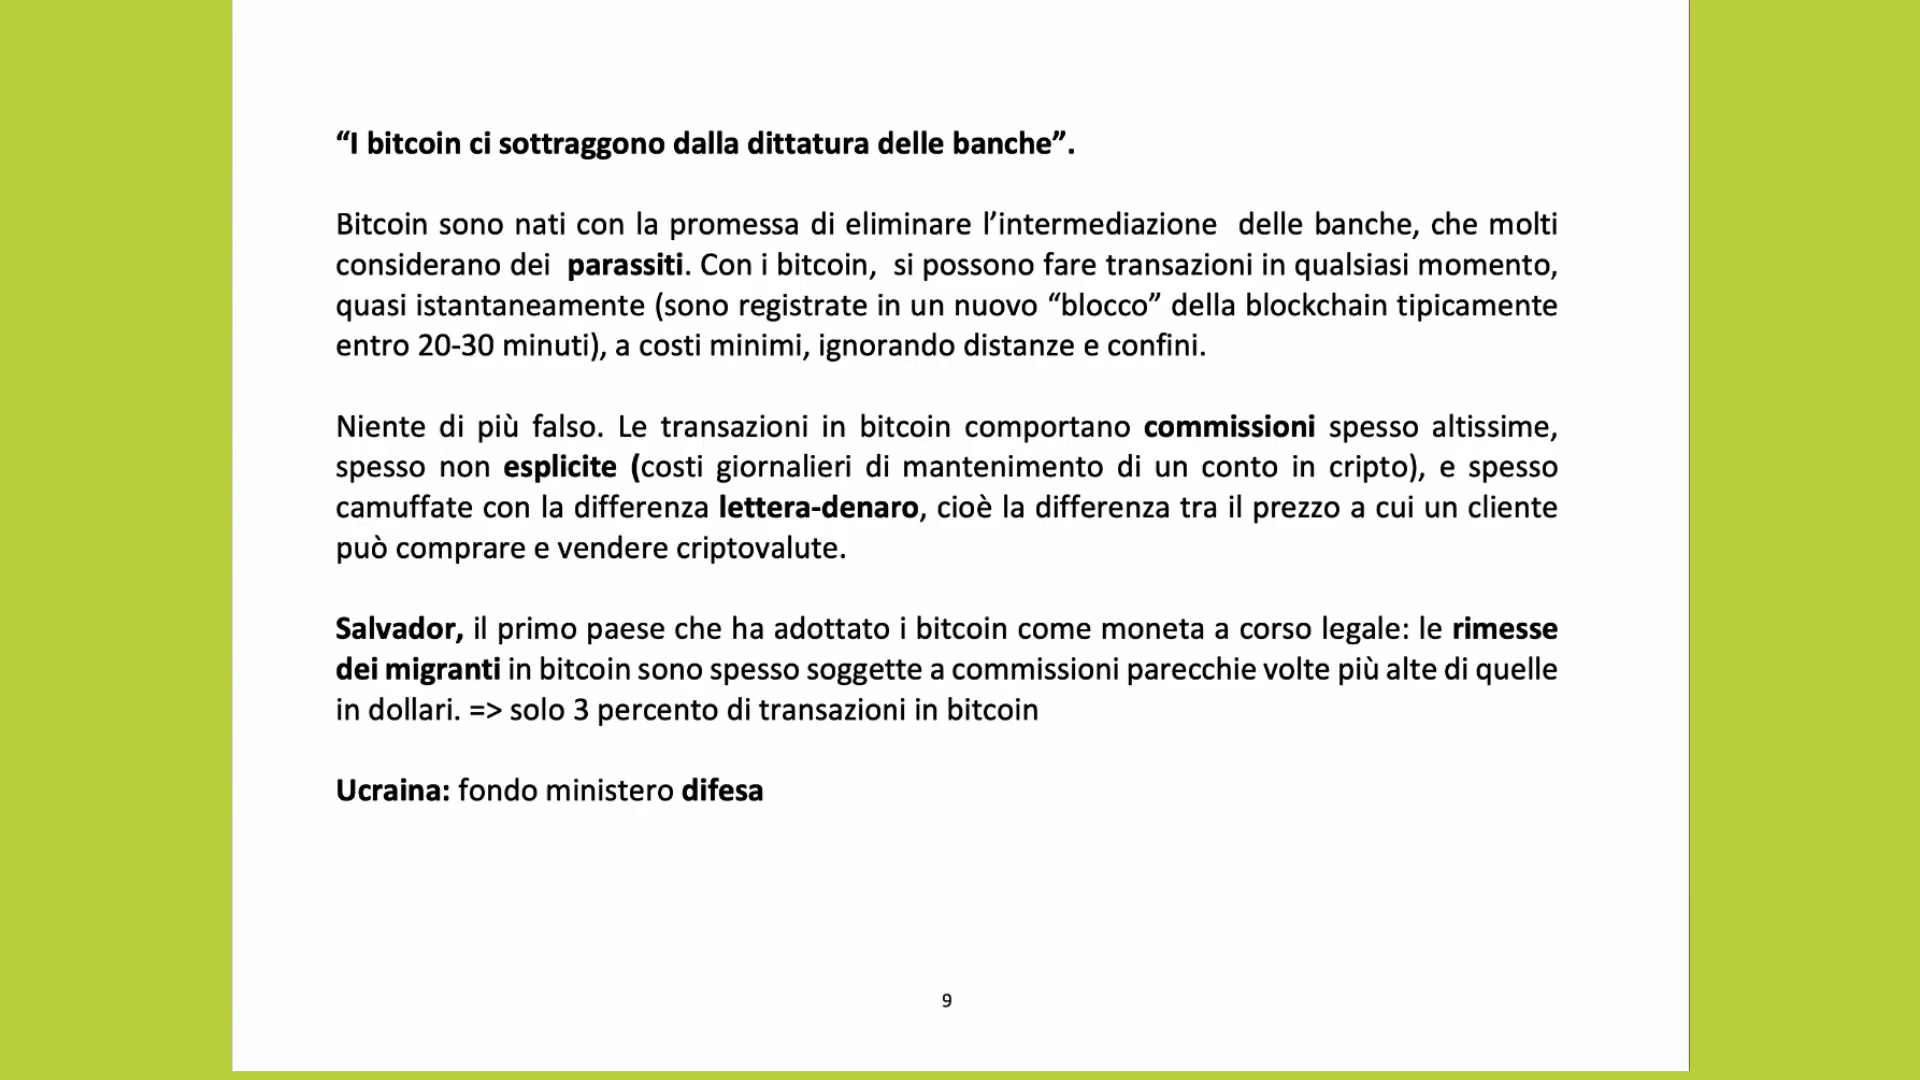 “I bitcoin ci sottraggono dalla dittatura delle banche”.
Bitcoin sono nati con la promessa di eliminare l’intermediazione delle banche, che molti
considerano dei parassiti. Con i bitcoin, si possono fare transazioni in qualsiasi momento,
quasi istantaneamente (sono registrate in un nuovo “blocco” della blockchain tipicamente
entro 20-30 minuti), a costi minimi, ignorando distanze e confini.
Niente di più falso. Le transazioni in bitcoin comportano commissioni spesso altissime,
spesso non esplicite (costi giornalieri di mantenimento di un conto in cripto), e spesso
camuffate con la differenza lettera-denaro, cioè la differenza tra il prezzo a cui un cliente
può comprare e vendere criptovalute.
Salvador, il primo paese che ha adottato i bitcoin come moneta a corso legale: le rimesse
dei migranti in bitcoin sono spesso soggette a commissioni parecchie volte più alte di quelle
in dollari. => solo 3 percento di transazioni in bitcoin
Ucraina: fondo ministero difesa
9